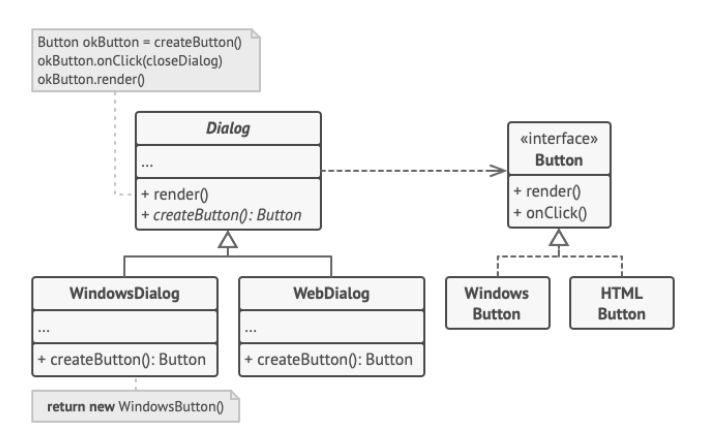 Button okButton = createButton()
okButton.onClick(closeDialog)
okButton.render()
Dialog
...
+ render()
+ createButton(): Button
«interface»
Button
+ render()
+ onClick()
WindowsDialog
...
+ createButton(): Button
WebDialog
...
+ createButton(): Button
Windows
Button
HTML
Button
return new WindowsButton()